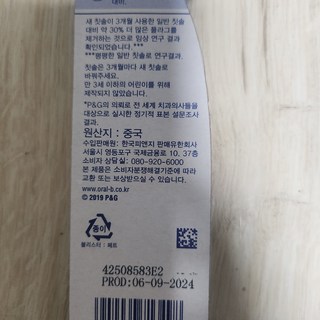 대비.
새 칫솔이 3개월 사용한 일반 칫솔
대비 약 30% 더 많은 플라그를
제거하는 것으로 임상 연구 결과
확인되었습니다.***
***평평한 일반 칫솔로 연구결과.
칫솔은 3개월마다 새 칫솔로
바꿔주세요.
만 3세 이하의 어린이를 위해
제작되지 않았습니다.
*P&G의 의뢰로 전 세계 치과의사들을
대상으로 실시한 정기적 표본 설문조사
결과.
원산지 : 중국
수입판매원: 한국피앤지 판매유한회사
서울시 영등포구 국제금융로 10, 37층
소비자 상담실: 080-920-6000
본 제품은 소비자분쟁해결기준에 따라
교환 또는 보상받으실 수 있습니다.
www.oral-b.co.kr
© 2019 P&G
종이
블리스터 : 페트
42508583E2
PROD:06-09-2024